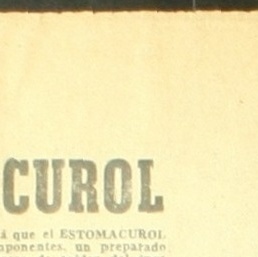 CUROL
á que el ESTOMACUROL
mponentes, un preparado